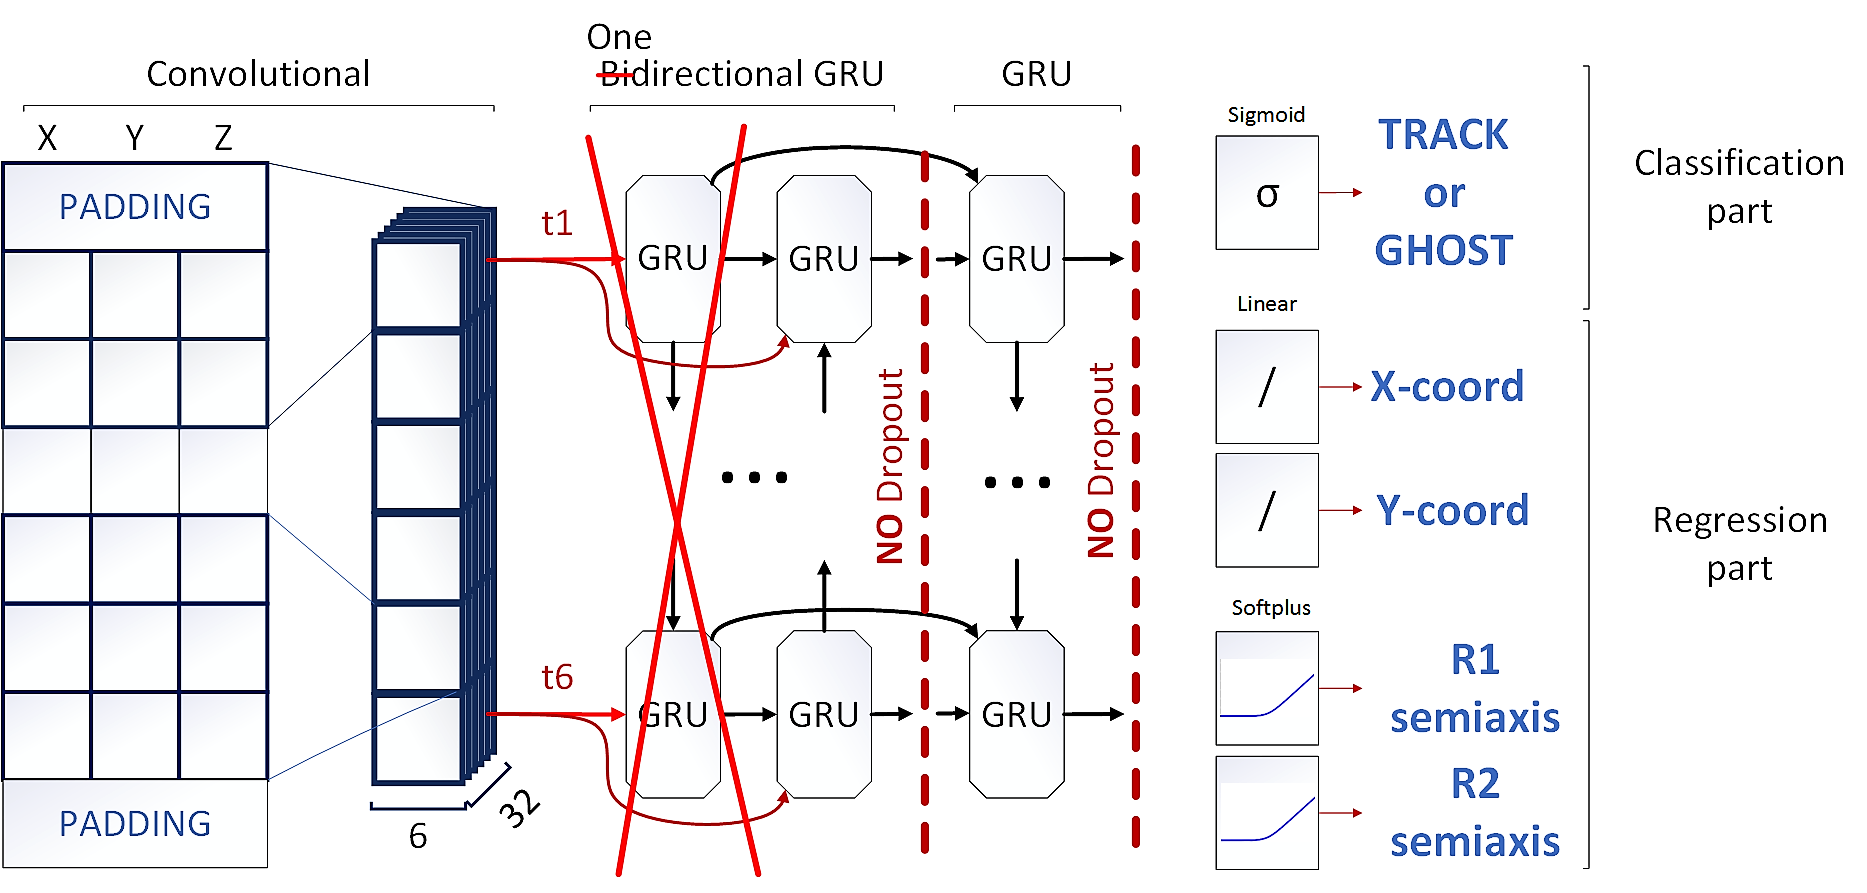 One
Convolutional
Bidirectional GRU
GRU
X Y Z
PADDING
PADDING
6
32
t1
t6
GRU
GRU
GRU
GRU
GRU
GRU
...
...
NO Dropout
NO Dropout
Sigmoid
σ
TRACK
or
GHOST
Classification
part
Linear
/
X-coord
/
Y-coord
Regression
part
Softplus
R1
semiaxis
R2
semiaxis